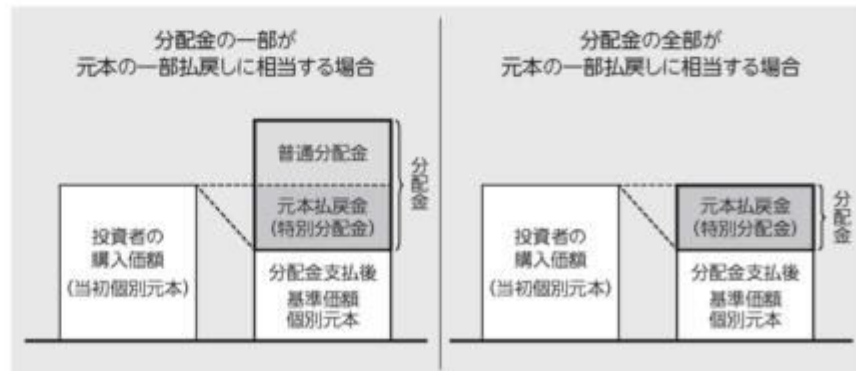 分配金の一部が
元本の一部払戻しに相当する場合
普通分配金
元本払戻金
(特別分配金)
分配金
投資者の
購入価額
(当初個別元本)
分配金支払後
基準価額
個別元本
分配金の全部が
元本の一部払戻しに相当する場合
元本払戻金
(特別分配金)
分配金
投資者の
購入価額
(当初個別元本)
分配金支払後
基準価額
個別元本